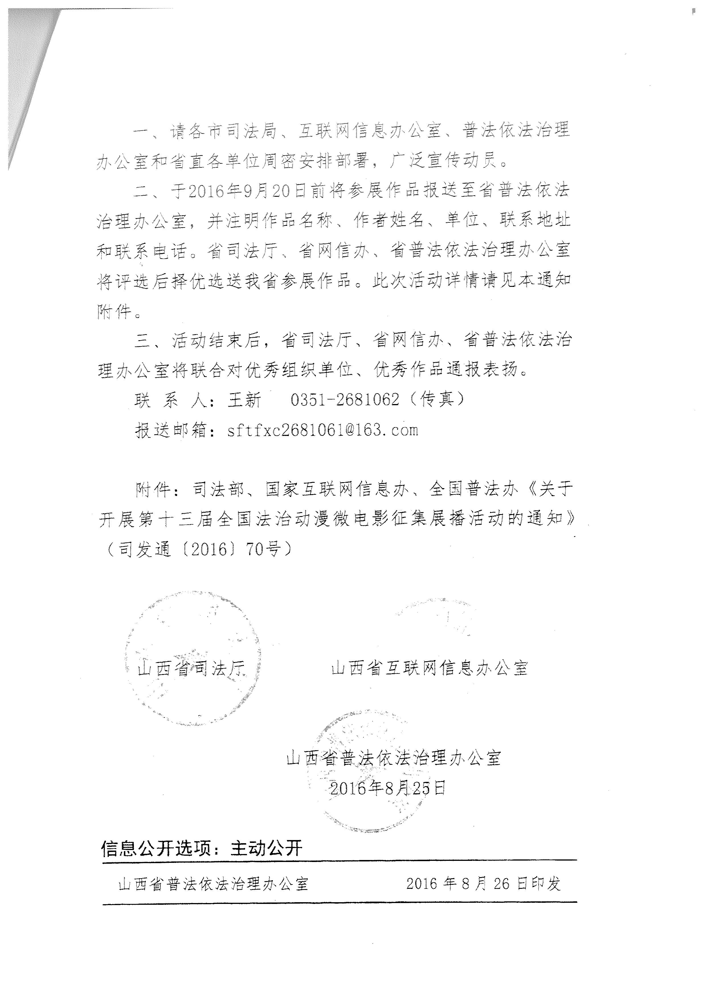 一、请各市司法局、互联网信息办公室、普法依法治理
办公室和省直各单位周密安排部署，广泛宣传动员。
二、于2016年9月20日前将参展作品报送至省普法依法
治理办公室，并注明作品名称、作者姓名、单位、联系地址
和联系电话。省司法厅、省网信办、省普法依法治理办公室
将评选后择优选送我省参展作品。此次活动详情请见本通知
附件。
三、活动结束后，省司法厅、省网信办、省普法依法治
理办公室将联合对优秀组织单位、优秀作品通报表扬。
联 系 人：王新 0351-2681062（传真）
报送邮箱：sftfxc2681061@163.com
附件：司法部、国家互联网信息办、全国普法办《关于
开展第十三届全国法治动漫微电影征集展播活动的通知》
（司发通〔2016〕70号）
山西省司法厅 山西省互联网信息办公室
山西省普法依法治理办公室
2016年8月25日
信息公开选项：主动公开
山西省普法依法治理办公室 2016 年 8 月 26 日印发